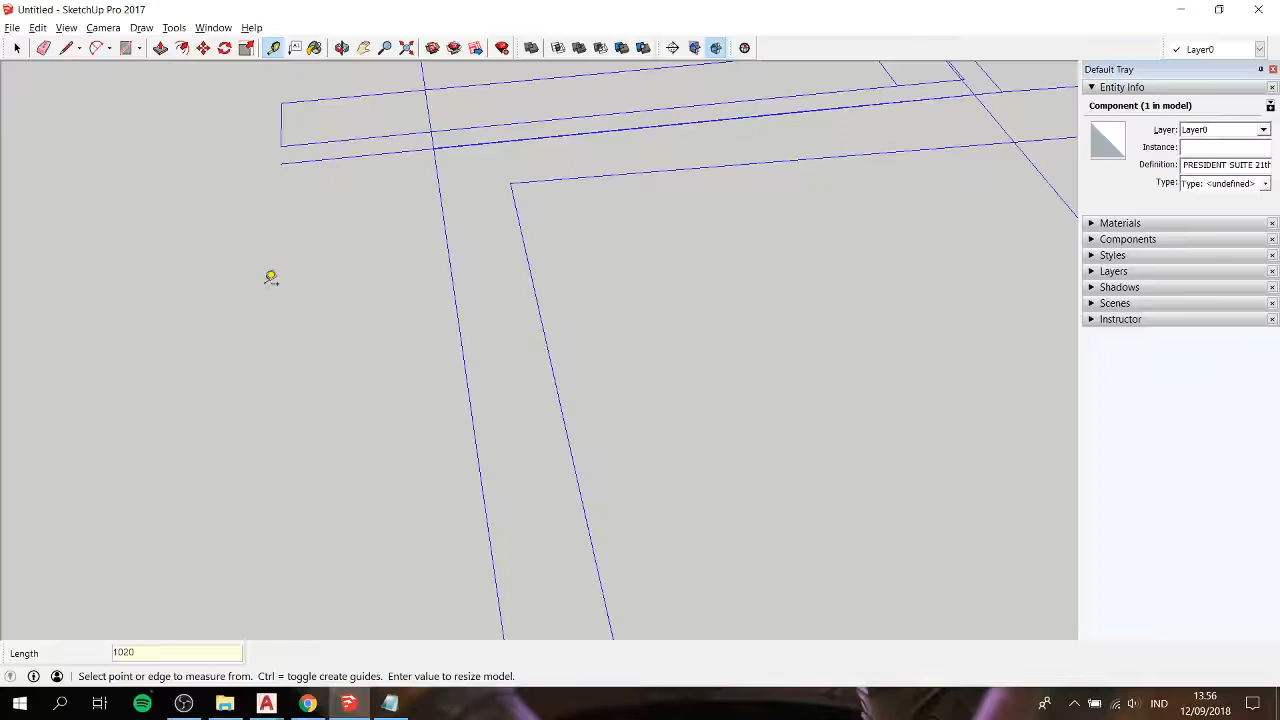 Untitled - SketchUp Pro 2017
File Edit View Camera Draw Tools Window Help
Layer0
Default Tray
Entity Info
Component (1 in model)
Layer: Layer0
Instance:
Definition: PRESIDENT SUITE 21th
Type: Type: <undefined>
Materials
Components
Styles
Layers
Shadows
Scenes
Instructor
Length 1020
Select point or edge to measure from. Ctrl = toggle create guides. Enter value to resize model.
IND
13.56
12/09/2018